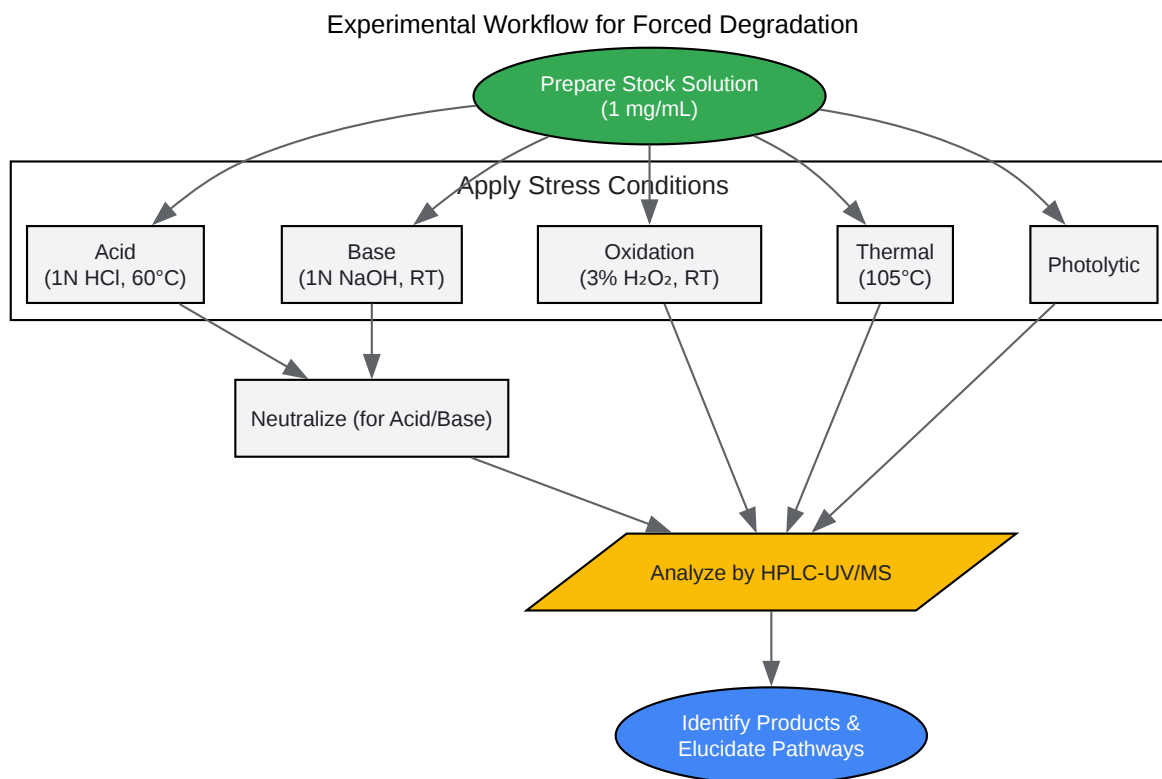 Experimental Workflow for Forced Degradation
Prepare Stock Solution
(1 mg/mL)
Apply Stress Conditions
Acid
(1N HCl, 60°C)
Base
(1N NaOH, RT)
Oxidation
(3% H₂O₂, RT)
Thermal
(105°C)
Photolytic
Neutralize (for Acid/Base)
Analyze by HPLC-UV/MS
Identify Products &
Elucidate Pathways